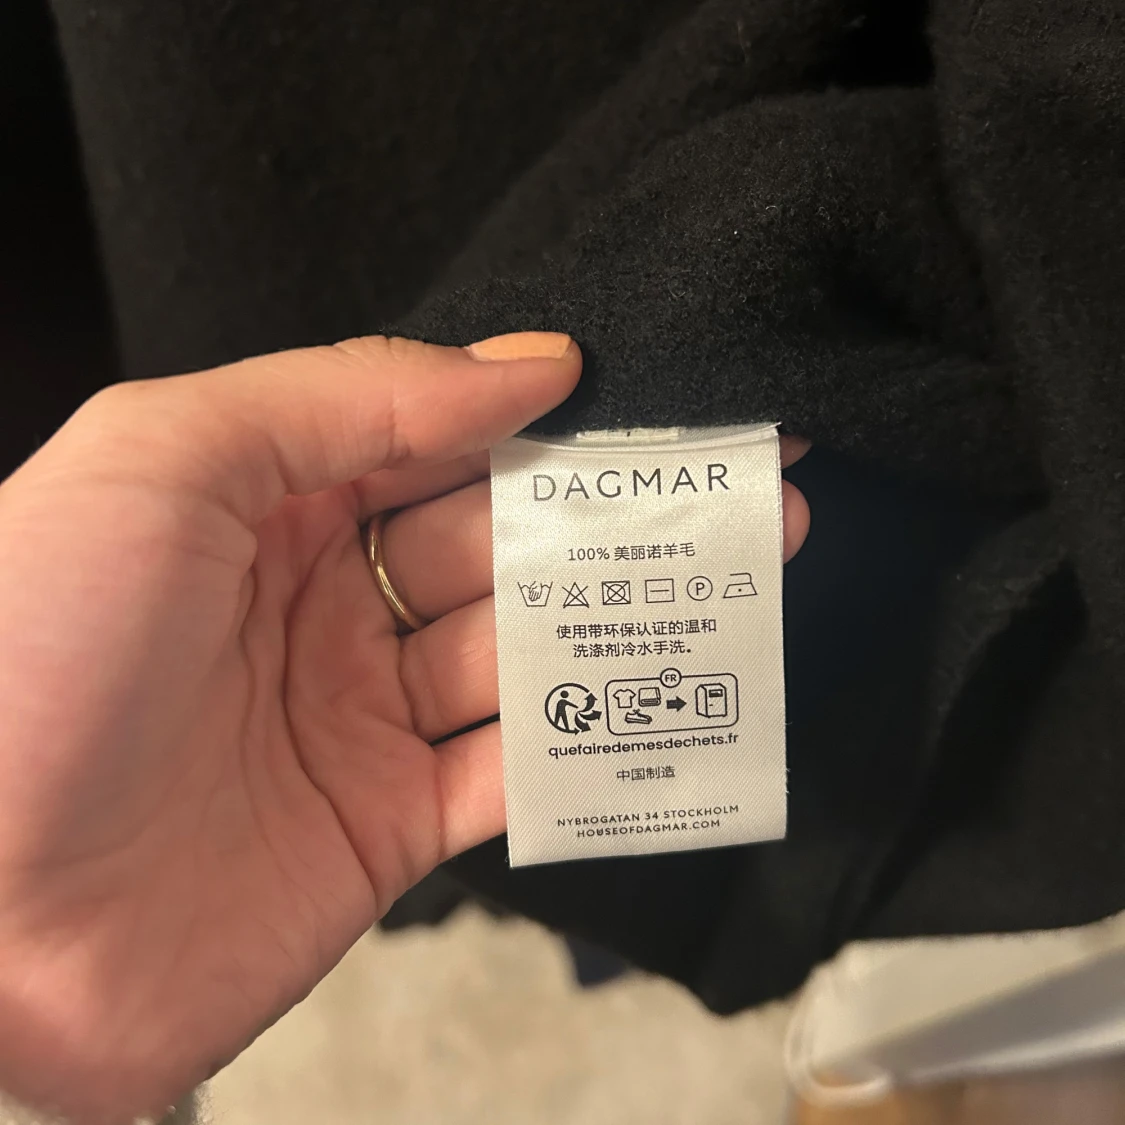 DAGMAR
100% 美丽诺羊毛
P
使用带环保认证的温和
洗涤剂冷水手洗。
FR
quefairedemesdechets.fr
中国制造
NYBROGATAN 34 STOCKHOLM
HOUSEOFDAGMAR.COM